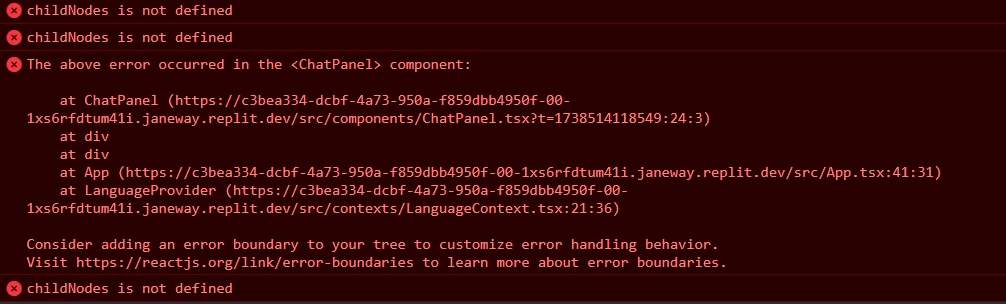 childNodes is not defined
childNodes is not defined
The above error occurred in the <ChatPanel> component:
at ChatPanel (https://c3bea334-dcbf-4a73-950a-f859dbb4950f-00-
1xs6rfdtum41i.janeway.replit.dev/src/components/ChatPanel.tsx?t=1738514118549:24:3)
at div
at div
at App (https://c3bea334-dcbf-4a73-950a-f859dbb4950f-00-1xs6rfdtum41i.janeway.replit.dev/src/App.tsx:41:31)
at LanguageProvider (https://c3bea334-dcbf-4a73-950a-f859dbb4950f-00-
1xs6rfdtum41i.janeway.replit.dev/src/contexts/LanguageContext.tsx:21:36)
Consider adding an error boundary to your tree to customize error handling behavior.
Visit https://reactjs.org/link/error-boundaries to learn more about error boundaries.
childNodes is not defined